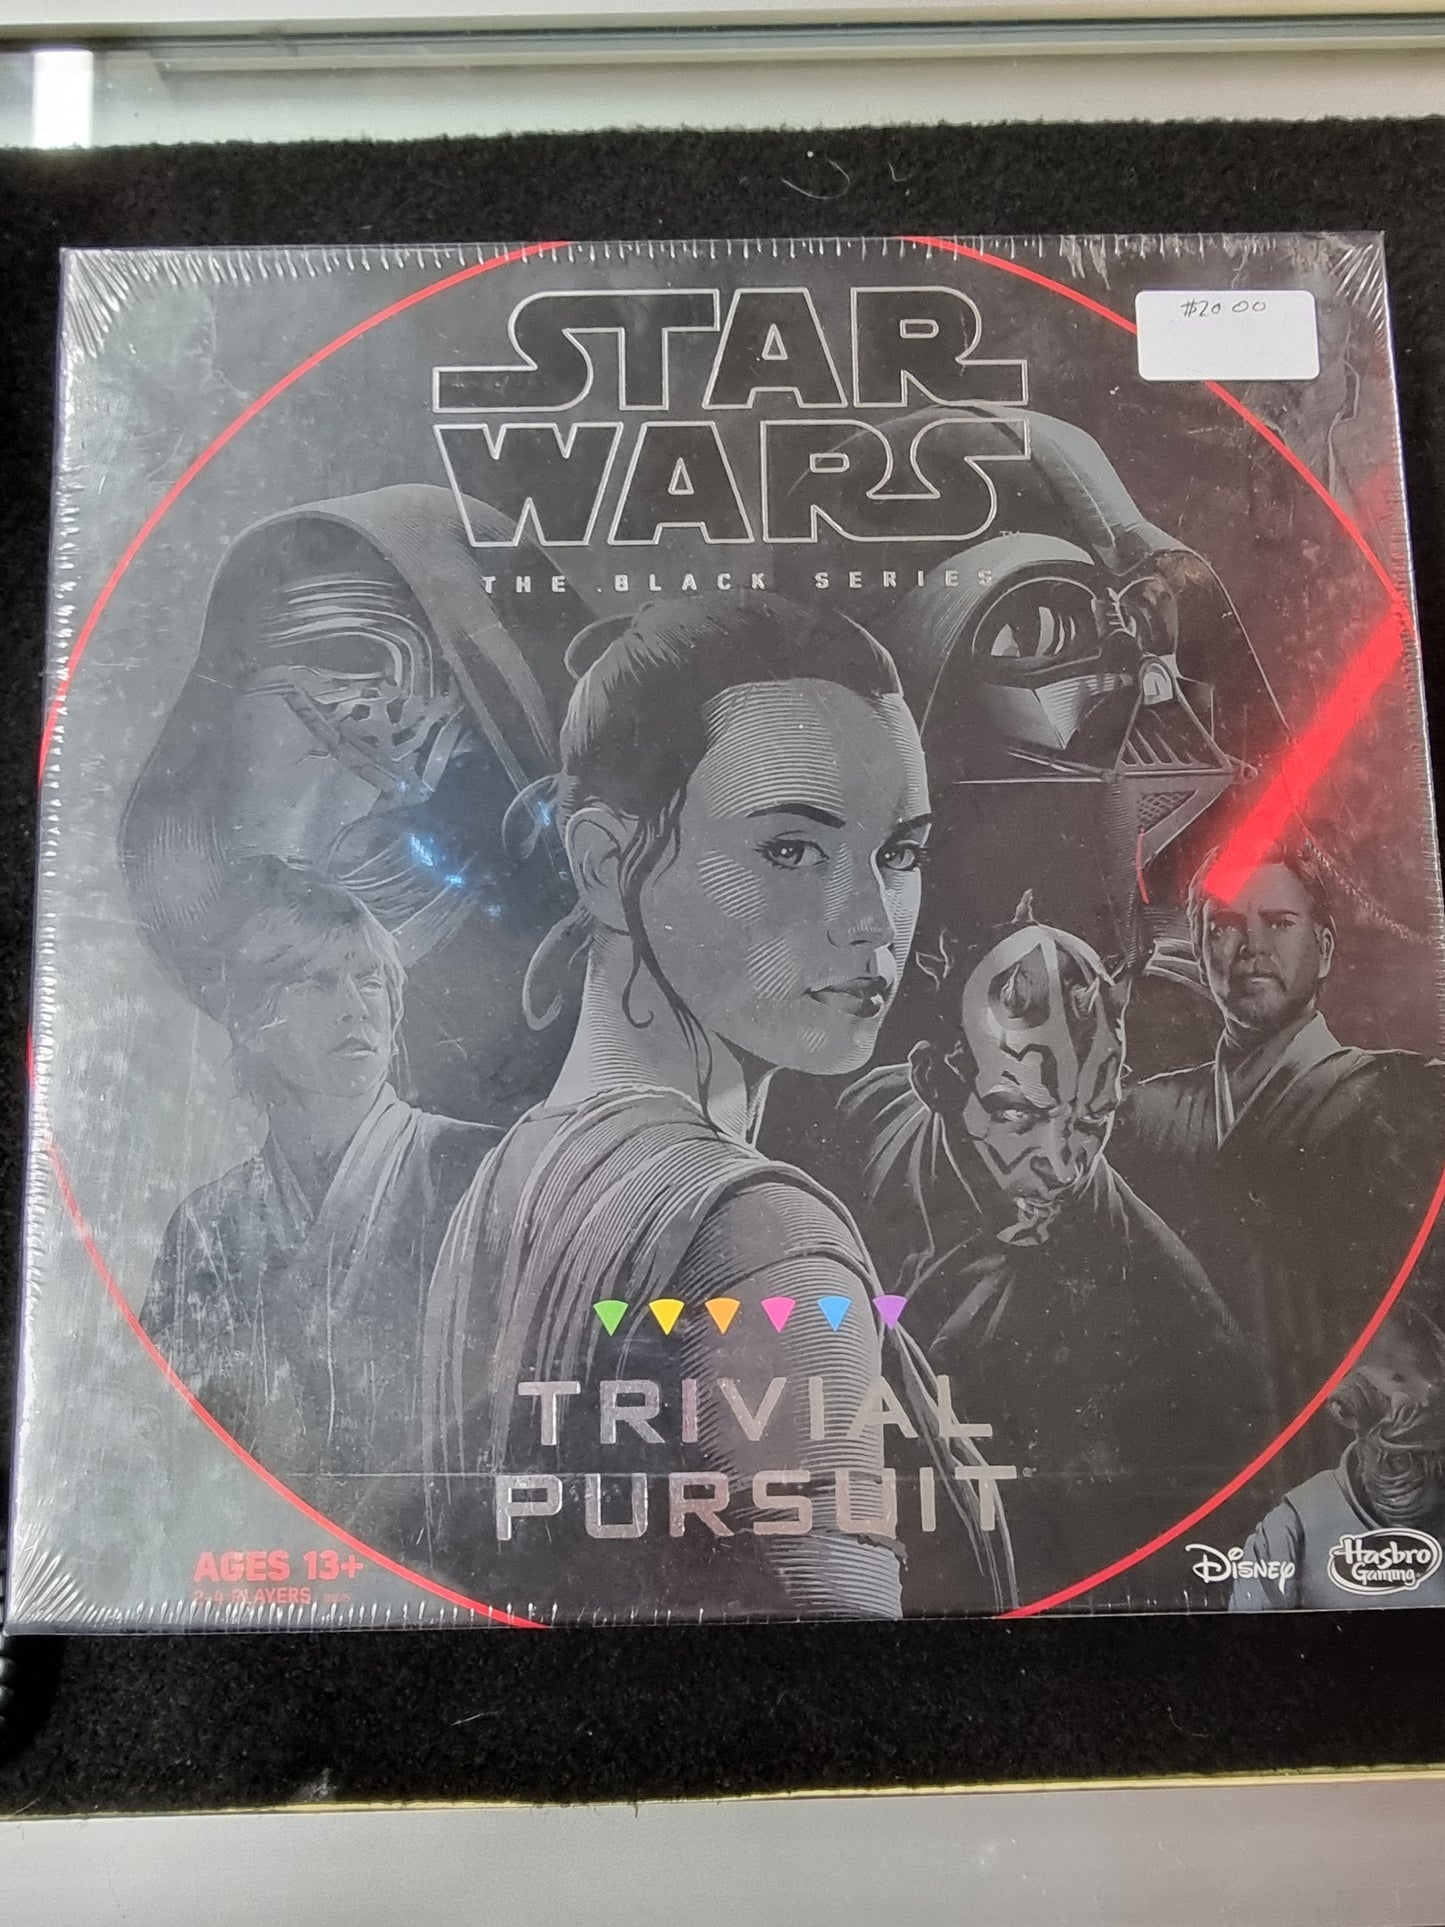 $20.00
STAR
WARS
THE BLACK SERIES
TRIVIAL
PURSUIT
AGES 13+
2-4 PLAYERS
Disney
Hasbro
Gaming